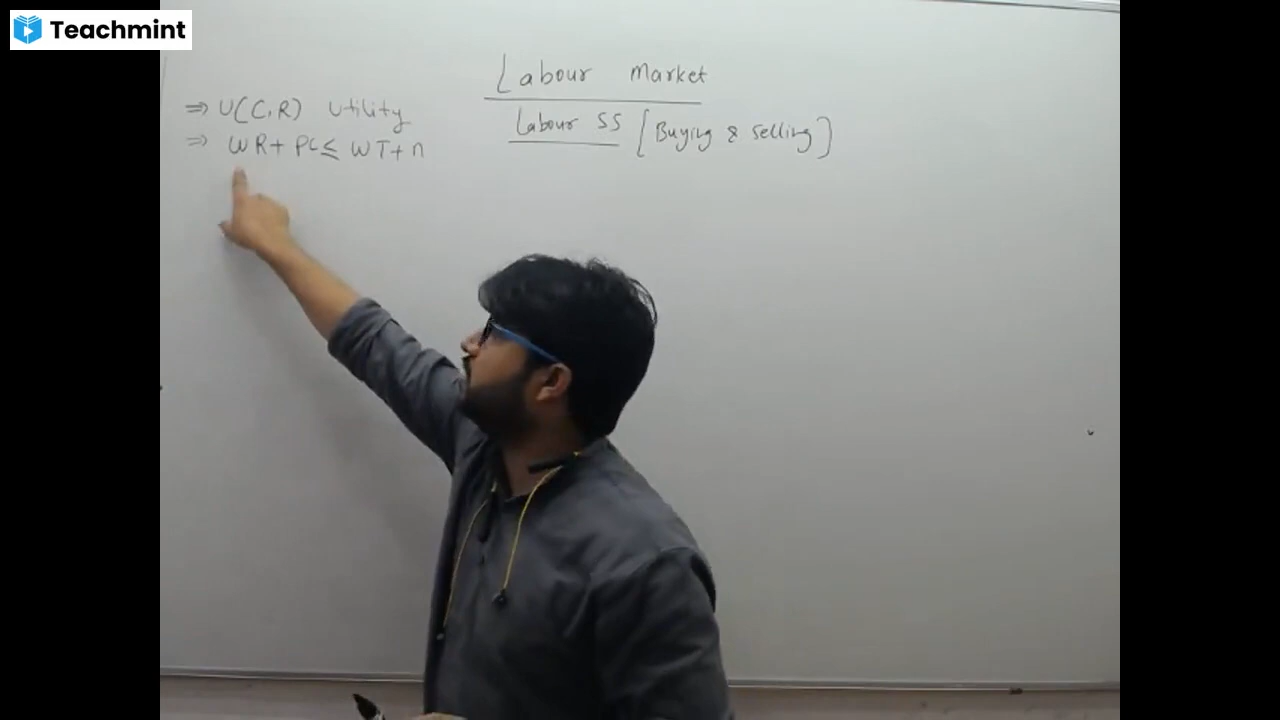 Teachmint
Labour Market
Labour SS [Buying & Selling]
⇒ U(C,R) Utility
⇒ WR + PC ≤ WT + n